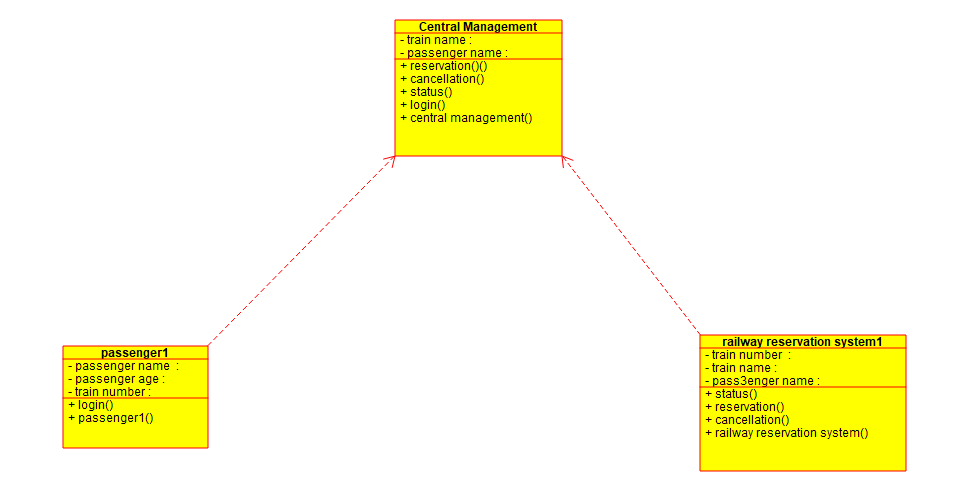 Central Management
- train name :
- passenger name :
+ reservation()()
+ cancellation()
+ status()
+ login()
+ central management()
passenger1
- passenger name  :
- passenger age :
- train number :
+ login()
+ passenger1()
railway reservation system1
- train number  :
- train name :
- pass3enger name :
+ status()
+ reservation()
+ cancellation()
+ railway reservation system()